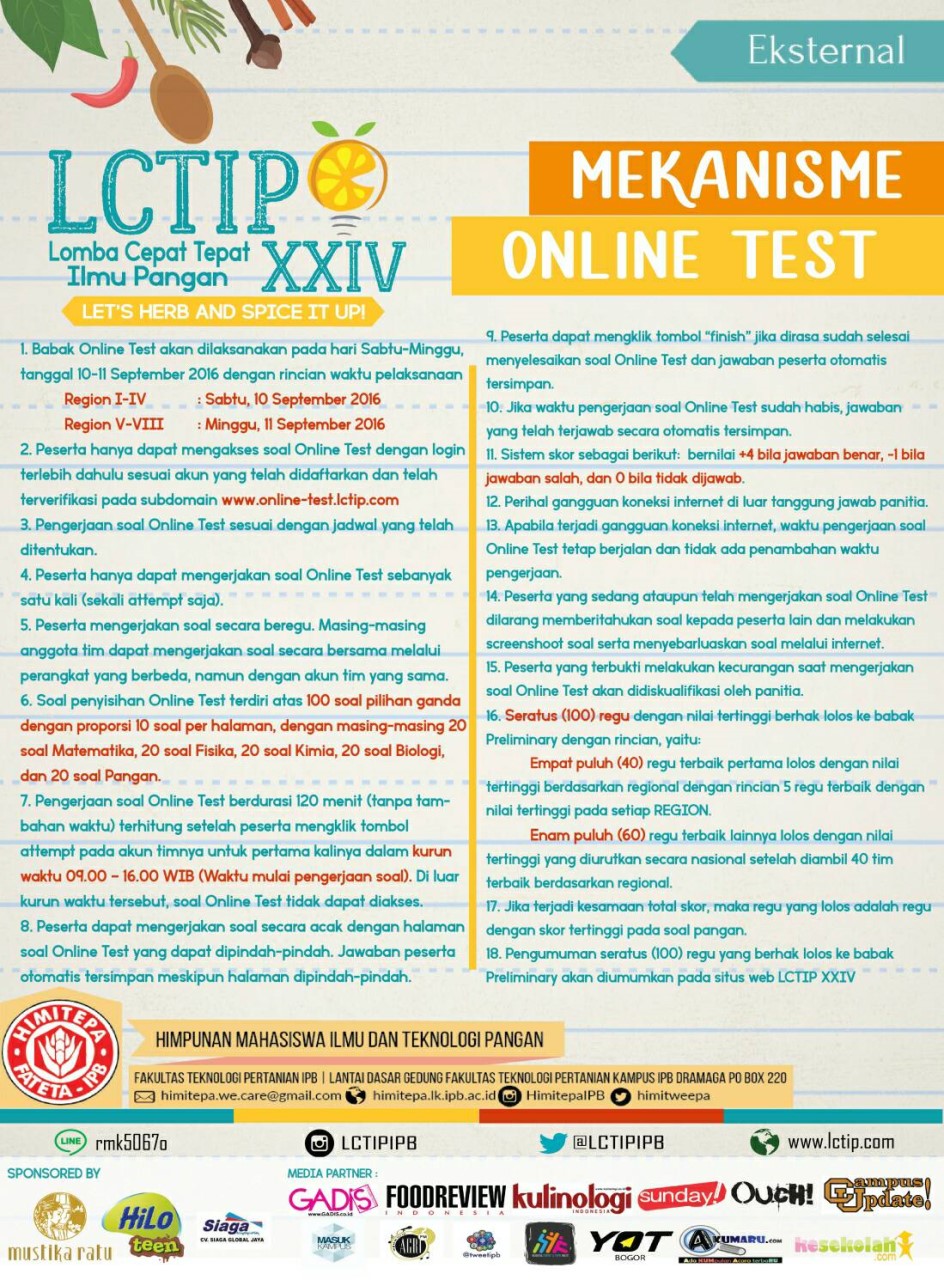 Eksternal
LCTIP
Lomba Cepat Tepat
Ilmu Pangan
XXIV
LET'S HERB AND SPICE IT UP!
MEKANISME
ONLINE TEST
1. Babak Online Test akan dilaksanakan pada hari Sabtu-Minggu,
tanggal 10-11 September 2016 dengan rincian waktu pelaksanaan
Region I-IV : Sabtu, 10 September 2016
Region V-VIII : Minggu, 11 September 2016
2. Peserta hanya dapat mengakses soal Online Test dengan login
terlebih dahulu sesuai akun yang telah didaftarkan dan telah
terverifikasi pada subdomain www.online-test.lctip.com
3. Pengerjaan soal Online Test sesuai dengan jadwal yang telah
ditentukan.
4. Peserta hanya dapat mengerjakan soal Online Test sebanyak
satu kali (sekali attempt saja).
5. Peserta mengerjakan soal secara beregu. Masing-masing
anggota tim dapat mengerjakan soal secara bersama melalui
perangkat yang berbeda, namun dengan akun tim yang sama.
6. Soal penyisihan Online Test terdiri atas 100 soal pilihan ganda
dengan proporsi 10 soal per halaman, dengan masing-masing 20
soal Matematika, 20 soal Fisika, 20 soal Kimia, 20 soal Biologi,
dan 20 soal Pangan.
7. Pengerjaan soal Online Test berdurasi 120 menit (tanpa tam-
bahan waktu) terhitung setelah peserta mengklik tombol
attempt pada akun timnya untuk pertama kalinya dalam kurun
waktu 09.00 – 16.00 WIB (Waktu mulai pengerjaan soal). Di luar
kurun waktu tersebut, soal Online Test tidak dapat diakses.
8. Peserta dapat mengerjakan soal secara acak dengan halaman
soal Online Test yang dapat dipindah-pindah. Jawaban peserta
otomatis tersimpan meskipun halaman dipindah-pindah.
9. Peserta dapat mengklik tombol “finish” jika dirasa sudah selesai
menyelesaikan soal Online Test dan jawaban peserta otomatis
tersimpan.
10. Jika waktu pengerjaan soal Online Test sudah habis, jawaban
yang telah terjawab secara otomatis tersimpan.
11. Sistem skor sebagai berikut: bernilai +4 bila jawaban benar, -1 bila
jawaban salah, dan 0 bila tidak dijawab.
12. Perihal gangguan koneksi internet di luar tanggung jawab panitia.
13. Apabila terjadi gangguan koneksi internet, waktu pengerjaan soal
Online Test tetap berjalan dan tidak ada penambahan waktu
pengerjaan.
14. Peserta yang sedang ataupun telah mengerjakan soal Online Test
dilarang memberitahukan soal kepada peserta lain dan melakukan
screenshoot soal serta menyebarluaskan soal melalui internet.
15. Peserta yang terbukti melakukan kecurangan saat mengerjakan
soal Online Test akan didiskualifikasi oleh panitia.
16. Seratus (100) regu dengan nilai tertinggi berhak lolos ke babak
Preliminary dengan rincian, yaitu:
Empat puluh (40) regu terbaik pertama lolos dengan nilai
tertinggi berdasarkan regional dengan rincian 5 regu terbaik dengan
nilai tertinggi pada setiap REGION.
Enam puluh (60) regu terbaik lainnya lolos dengan nilai
tertinggi yang diurutkan secara nasional setelah diambil 40 tim
terbaik berdasarkan regional.
17. Jika terjadi kesamaan total skor, maka regu yang lolos adalah regu
dengan skor tertinggi pada soal pangan.
18. Pengumuman seratus (100) regu yang berhak lolos ke babak
Preliminary akan diumumkan pada situs web LCTIP XXIV
HIMITEPA
FATETA - IPB
HIMPUNAN MAHASISWA ILMU DAN TEKNOLOGI PANGAN
FAKULTAS TEKNOLOGI PERTANIAN IPB | LANTAI DASAR GEDUNG FAKULTAS TEKNOLOGI PERTANIAN KAMPUS IPB DRAMAGA PO BOX 220
himitepa.we.care@gmail.com himitepa.lk.ipb.ac.id HimitepaIPB himitweepa
LINE rmk5067o LCTIPIPB @LCTIPIPB www.lctip.com
SPONSORED BY
mustika ratu
HiLo
teen
Siaga
CV. SIAGA GLOBAL JAYA
MEDIA PARTNER :
GADiS
www.GADIS.co.id
FOODREVIEW
INDONESIA
kulinologi
INDONESIA
sunday!
OUCH!
Campus
Update!
MASUK
KAMPUS
AGRI
@tweetipb
YOT
BOGOR
AKUMARU.COM
Ada KUMpulan Acara terbaRU
kesekolah
.com